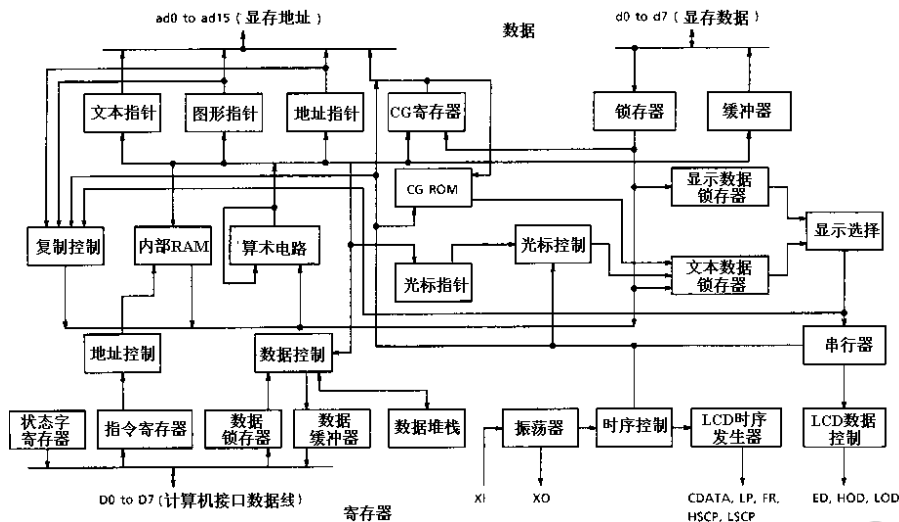 ad0 to ad15 (显存地址)
数据
d0 to d7 (显存数据)
文本指针
图形指针
地址指针
CG寄存器
锁存器
缓冲器
CG ROM
显示数据
锁存器
复制控制
内部RAM
算术电路
光标指针
光标控制
文本数据
锁存器
显示选择
地址控制
数据控制
串行器
状态字
寄存器
指令寄存器
数据
锁存器
数据
缓冲器
数据堆栈
振荡器
时序控制
LCD时序
发生器
LCD数据
控制
D0 to D7 (计算机接口数据线)
寄存器
XI
XO
CDATA, LP, FR,
HSCP, LSCP
ED, HOD, LOD